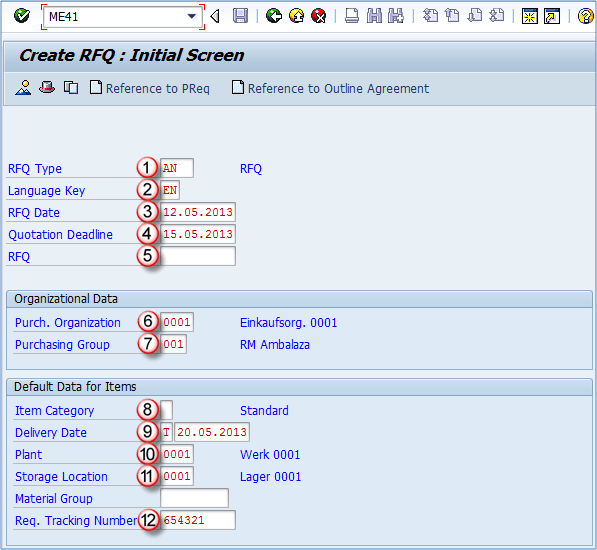 ME41
Create RFQ : Initial Screen
Reference to PReq Reference to Outline Agreement
RFQ Type 1 AN RFQ
Language Key 2 EN
RFQ Date 3 12.05.2013
Quotation Deadline 4 15.05.2013
RFQ 5
Organizational Data
Purch. Organization 6 0001 Einkaufsorg. 0001
Purchasing Group 7 001 RM Ambalaza
Default Data for Items
Item Category 8 Standard
Delivery Date 9 T 20.05.2013
Plant 10 0001 Werk 0001
Storage Location 11 0001 Lager 0001
Material Group
Req. Tracking Number 12 654321